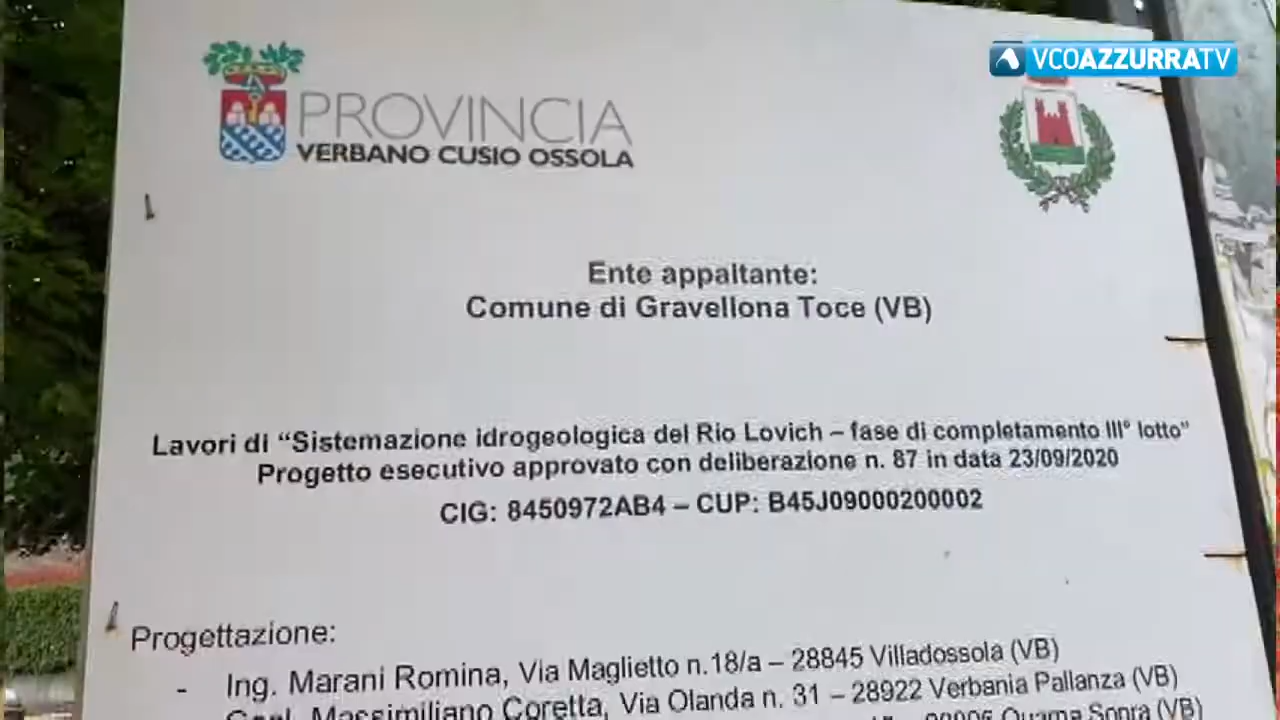 VCOAZZURRATV
PROVINCIA
VERBANO CUSIO OSSOLA
Ente appaltante:
Comune di Gravellona Toce (VB)
Lavori di “Sistemazione idrogeologica del Rio Lovich – fase di completamento III° lotto”
Progetto esecutivo approvato con deliberazione n. 87 in data 23/09/2020
CIG: 8450972AB4 – CUP: B45J09000200002
Progettazione:
- Ing. Marani Romina, Via Maglietto n.18/a – 28845 Villadossola (VB)
Massimiliano Coretta, Via Olanda n. 31 – 28922 Verbania Pallanza (VB)
Sopra (VB)